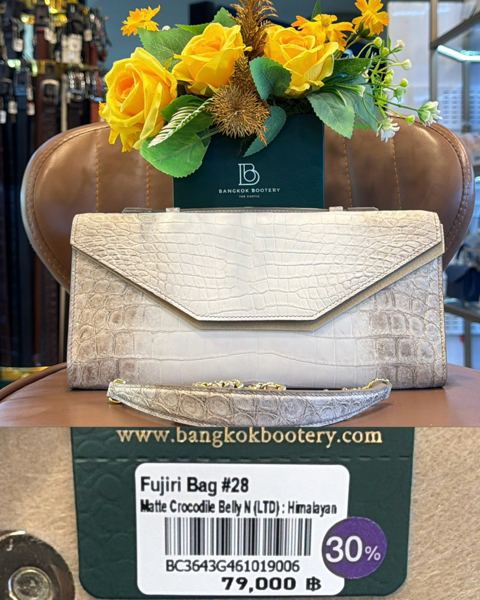 BANGKOK BOOTERY
www.bangkokbootery.com
Fujiri Bag #28
Matte Crocodile Belly N (LTD) : Himalayan
BC3643G461019006
30%
79,000 ฿